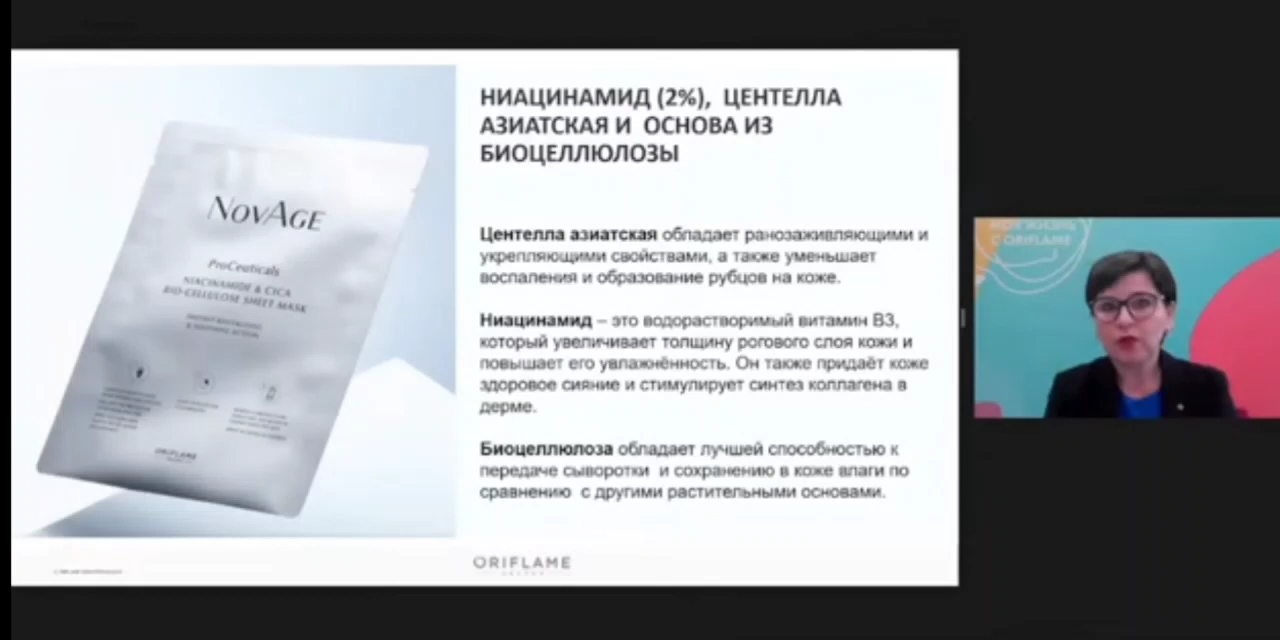 НИАЦИНАМИД (2%), ЦЕНТЕЛЛА
АЗИАТСКАЯ И ОСНОВА ИЗ
БИОЦЕЛЛЮЛОЗЫ
Центелла азиатская обладает ранозаживляющими и
укрепляющими свойствами, а также уменьшает
воспаления и образование рубцов на коже.
Ниацинамид – это водорастворимый витамин В3,
который увеличивает толщину рогового слоя кожи и
повышает его увлажнённость. Он также придаёт коже
здоровое сияние и стимулирует синтез коллагена в
дерме.
Биоцеллюлоза обладает лучшей способностью к
передаче сыворотки и сохранению в коже влаги по
сравнению с другими растительными основами.
ORIFLAME
NOVAGE
ProCeuticals
NIACINAMIDE & CICA
BIO-CELLULOSE SHEET MASK
ORIFLAME
С ORIFLAME